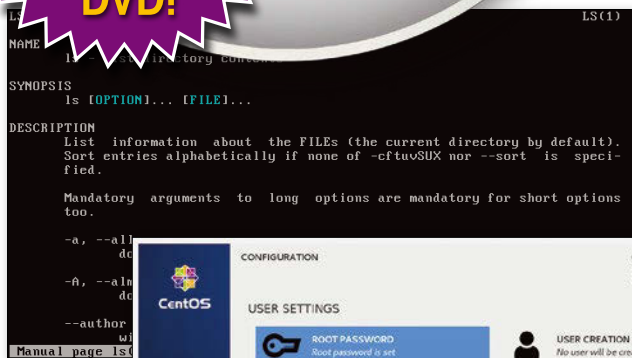 DVD!
LS(1)
NAME
ls - list directory
SYNOPSIS
ls [OPTION]... [FILE]...
DESCRIPTION
List information about the FILEs (the current directory by default).
Sort entries alphabetically if none of -cftuvSUX nor --sort is speci-
fied.
Mandatory arguments to long options are mandatory for short options
too.
-a, --all
-A,
--author
Manual page
CentOS
CONFIGURATION
USER SETTINGS
ROOT PASSWORD
Root password is set
USER CREATION
No user will be